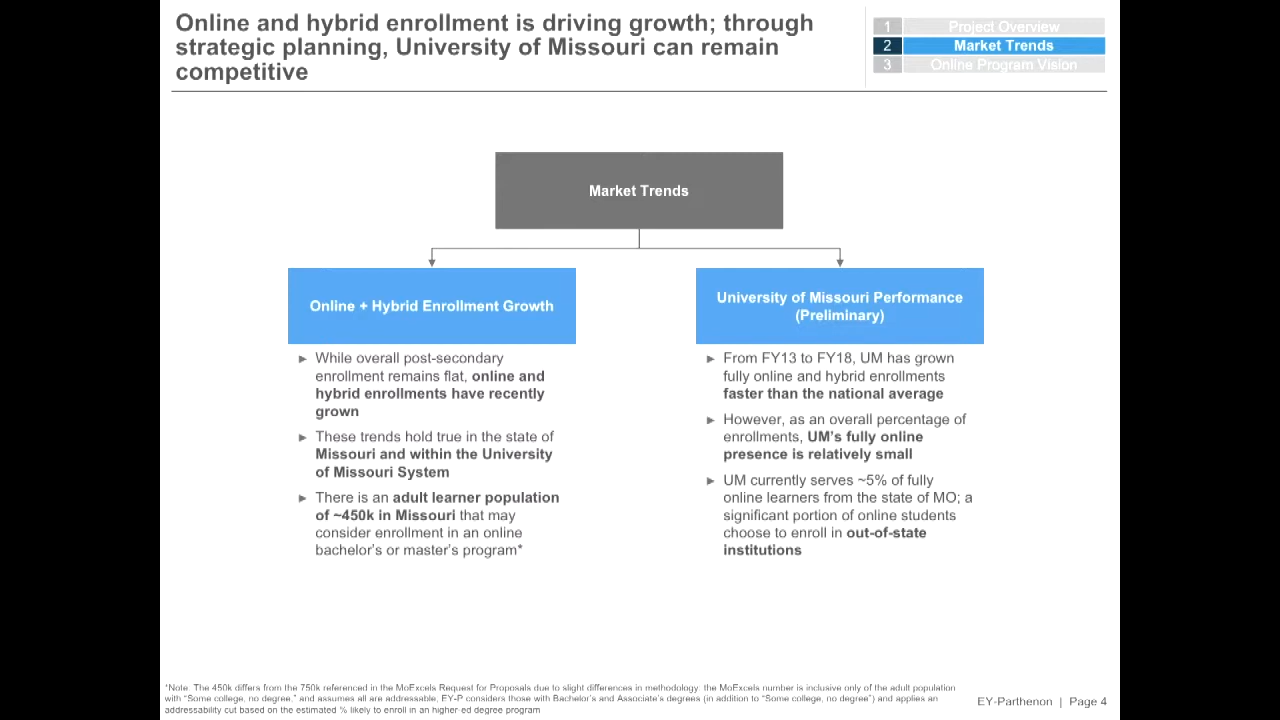 Online and hybrid enrollment is driving growth; through
strategic planning, University of Missouri can remain
competitive
1 Project Overview
2 Market Trends
3 Online Program Vision
Market Trends
Online + Hybrid Enrollment Growth
► While overall post-secondary
enrollment remains flat, online and
hybrid enrollments have recently
grown
► These trends hold true in the state of
Missouri and within the University
of Missouri System
► There is an adult learner population
of ~450k in Missouri that may
consider enrollment in an online
bachelor's or master's program*
University of Missouri Performance
(Preliminary)
► From FY13 to FY18, UM has grown
fully online and hybrid enrollments
faster than the national average
► However, as an overall percentage of
enrollments, UM's fully online
presence is relatively small
► UM currently serves ~5% of fully
online learners from the state of MO; a
significant portion of online students
choose to enroll in out-of-state
institutions
*Note. The 450k differs from the 750k referenced in the MoExcels Request for Proposals due to slight differences in methodology: the MoExcels number is inclusive only of the adult population
with "Some college, no degree," and assumes all are addressable, EY-P considers those with Bachelor's and Associate's degrees (in addition to "Some college, no degree") and applies an
addressability cut based on the estimated % likely to enroll in an higher-ed degree program
EY-Parthenon | Page 4